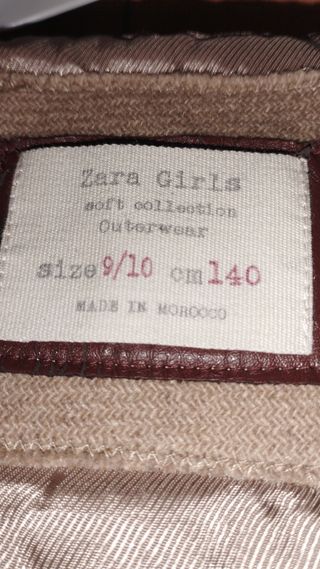 Zara Girls
soft collection
Outerwear
size 9/10 cm 140
MADE IN MOROCCO